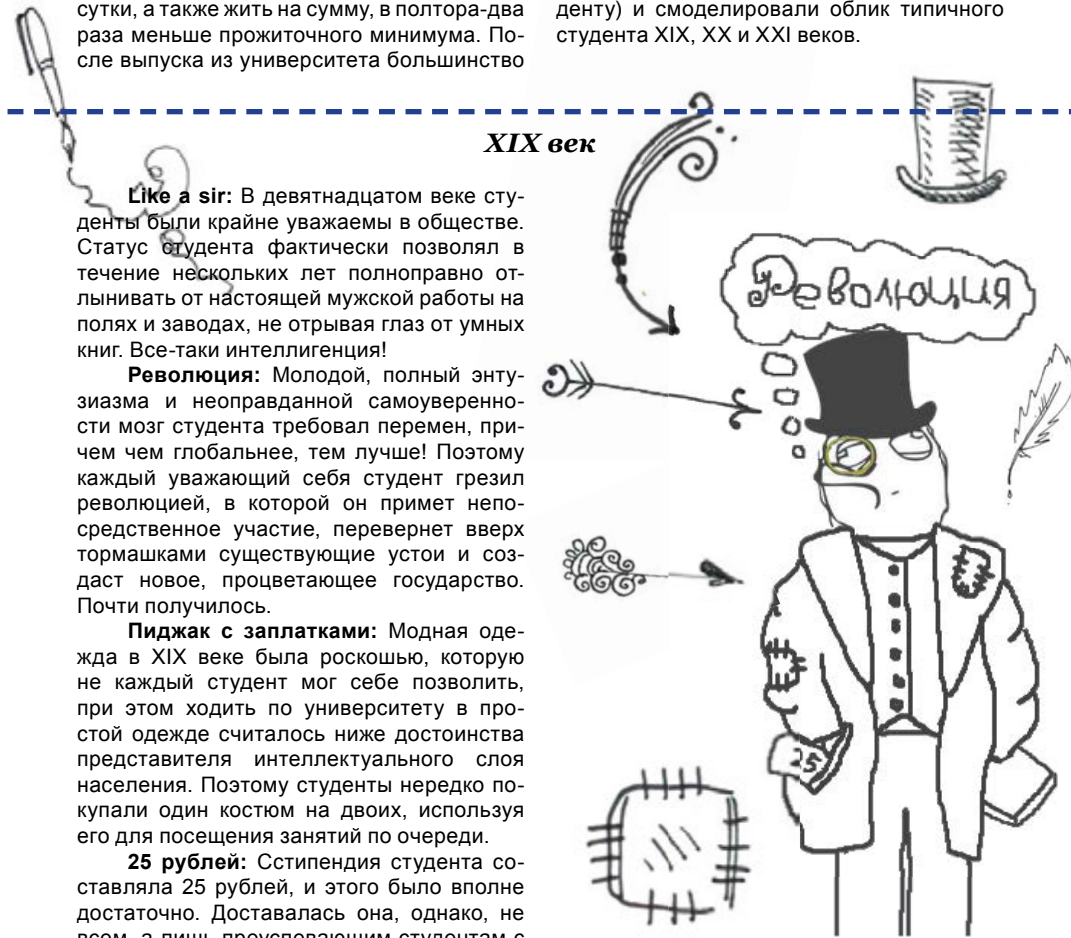 сутки, а также жить на сумму, в полтора-два
раза меньше прожиточного минимума. По-
сле выпуска из университета большинство
денту) и смоделировали облик типичного
студента XIX, XX и XXI веков.
XIX век
Like a sir: В девятнадцатом веке сту-
денты были крайне уважаемы в обществе.
Статус студента фактически позволял в
течение нескольких лет полноправно от-
лынивать от настоящей мужской работы на
полях и заводах, не отрывая глаз от умных
книг. Все-таки интеллигенция!
Революция: Молодой, полный энту-
зиазма и неоправданной самоуверенно-
сти мозг студента требовал перемен, при-
чем чем глобальнее, тем лучше! Поэтому
каждый уважающий себя студент грезил
революцией, в которой он примет непо-
средственное участие, перевернет вверх
тормашками существующие устои и соз-
даст новое, процветающее государство.
Почти получилось.
Пиджак с заплатками: Модная оде-
жда в XIX веке была роскошью, которую
не каждый студент мог себе позволить,
при этом ходить по университету в про-
стой одежде считалось ниже достоинства
представителя интеллектуального слоя
населения. Поэтому студенты нередко по-
купали один костюм на двоих, используя
его для посещения занятий по очереди.
25 рублей: Сстипендия студента со-
ставляла 25 рублей, и этого было вполне
достаточно. Доставалась она, однако, не
всем, а лишь преуспевающим студентам с
Революция
25